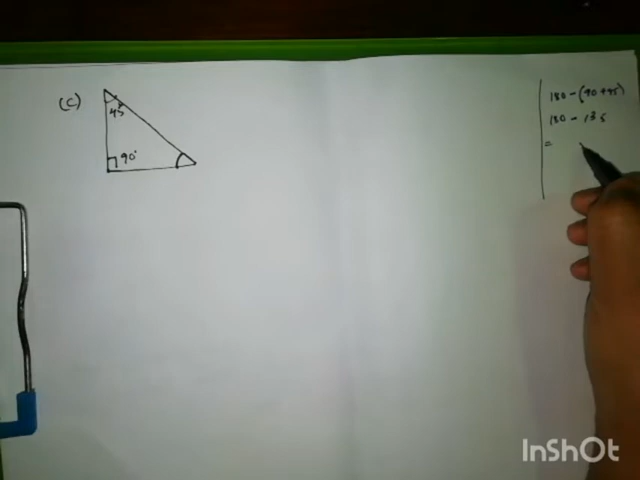 (C)
45
90°
180 - (90+45)
180 - 135
=
InShOt